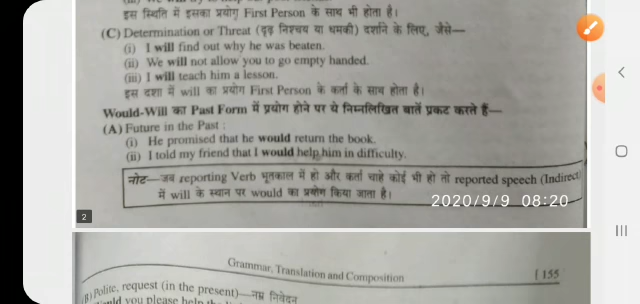 इस स्थिति में इसका प्रयोग First Person के साथ भी होता है।
(C) Determination or Threat (दृढ़ निश्चय या धमकी) दर्शाने के लिए, जैसे—
(i) I will find out why he was beaten.
(ii) We will not allow you to go empty handed.
(iii) I will teach him a lesson.
इस दशा में will का प्रयोग First Person के कर्ता के साथ होता है।
Would-Will का Past Form में प्रयोग होने पर ये निम्नलिखित बातें प्रकट करते हैं—
(A) Future in the Past :
(i) He promised that he would return the book.
(ii) I told my friend that I would help him in difficulty.
नोट—जब reporting Verb भूतकाल में हो और कर्ता चाहे कोई भी हो तो reported speech (Indirect
में will के स्थान पर would का प्रयोग किया जाता है।
2020/9/9 08:20
2
Grammar, Translation and Composition [ 155
(B) Polite, request (in the present)—नम्र निवेदन
would you please help the